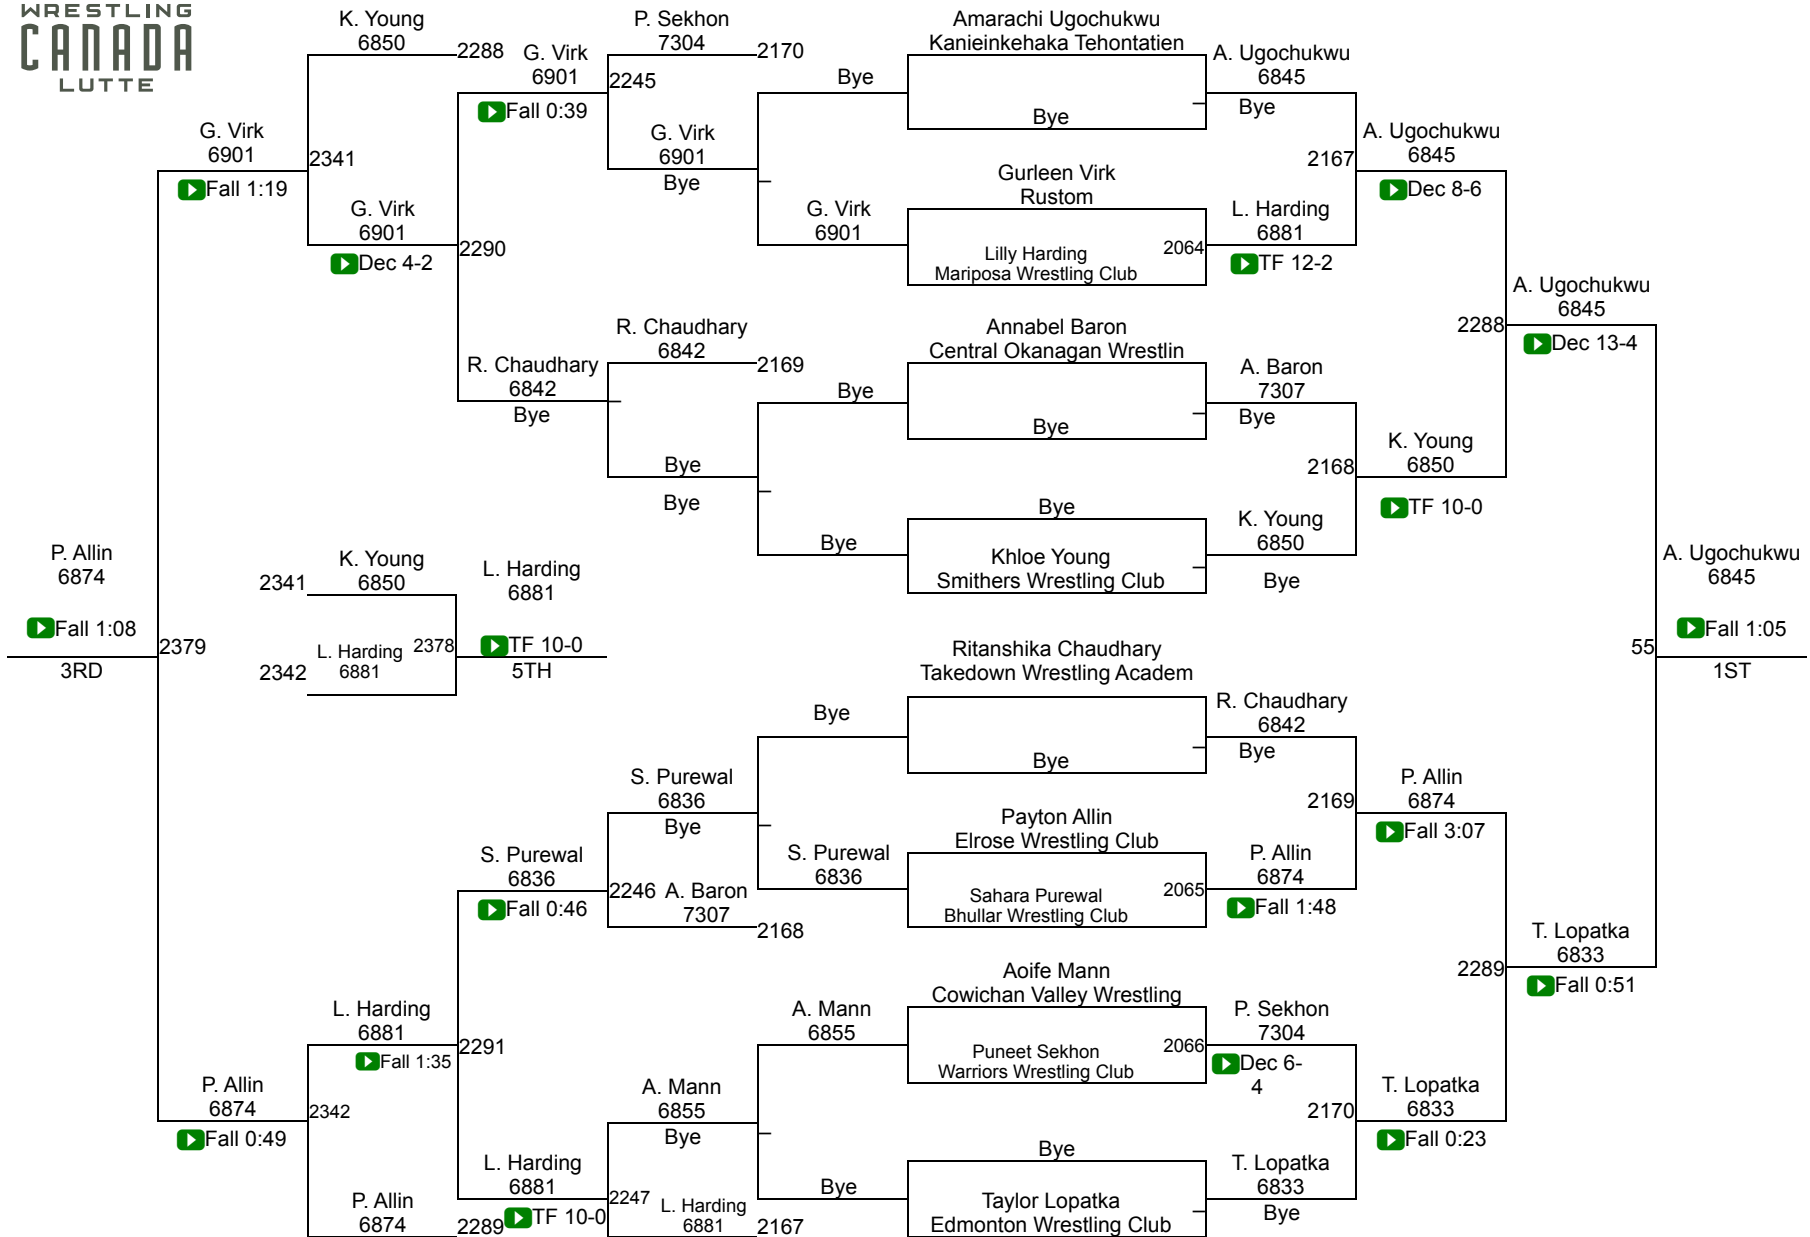 WRESTLING
CANADA
LUTTE
K. Young
6850
2288
G. Virk
6901
Fall 0:39
P. Sekhon
7304
2170
2245
G. Virk
6901
Bye
G. Virk
6901
Fall 1:19
2341
G. Virk
6901
Dec 4-2
2290
R. Chaudhary
6842
Bye
R. Chaudhary
6842
2169
Bye
Bye
Bye
G. Virk
6901
Bye
Bye
Amarachi Ugochukwu
Kanieinkehaka Tehontatien
Bye
Gurleen Virk
Rustom
Lilly Harding
Mariposa Wrestling Club
2064
Annabel Baron
Central Okanagan Wrestlin
Bye
Bye
Khloe Young
Smithers Wrestling Club
A. Ugochukwu
6845
Bye
2167
L. Harding
6881
TF 12-2
A. Ugochukwu
6845
Dec 8-6
A. Baron
7307
Bye
2168
K. Young
6850
Bye
K. Young
6850
TF 10-0
2288
A. Ugochukwu
6845
Dec 13-4
P. Allin
6874
Fall 1:08
3RD
2379
2341
K. Young
6850
2342
L. Harding
6881
2378
L. Harding
6881
TF 10-0
5TH
A. Ugochukwu
6845
Fall 1:05
55
1ST
Ritanshika Chaudhary
Takedown Wrestling Academ
Bye
Bye
R. Chaudhary
6842
Bye
S. Purewal
6836
Bye
Payton Allin
Elrose Wrestling Club
Sahara Purewal
Bhullar Wrestling Club
2065
S. Purewal
6836
P. Allin
6874
Fall 1:48
2169
P. Allin
6874
Fall 3:07
S. Purewal
6836
Fall 0:46
2246
A. Baron
7307
2168
2289
T. Lopatka
6833
Fall 0:51
Aoife Mann
Cowichan Valley Wrestling
Puneet Sekhon
Warriors Wrestling Club
2066
A. Mann
6855
P. Sekhon
7304
Dec 6-
4
2170
T. Lopatka
6833
Fall 0:23
L. Harding
6881
Fall 1:35
2291
P. Allin
6874
Fall 0:49
2342
A. Mann
6855
Bye
Bye
Bye
Taylor Lopatka
Edmonton Wrestling Club
T. Lopatka
6833
Bye
L. Harding
6881
TF 10-0
2247
L. Harding
6881
2167
P. Allin
6874
2289